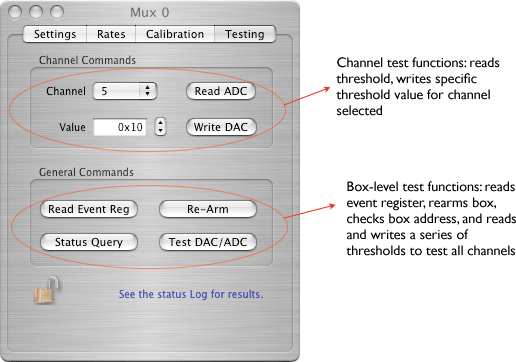 Mux 0
Settings Rates Calibration Testing
Channel Commands
Channel 5 Read ADC
Value 0x10 Write DAC
General Commands
Read Event Reg Re-Arm
Status Query Test DAC/ADC
See the status Log for results.
Channel test functions: reads
threshold, writes specific
threshold value for channel
selected
Box-level test functions: reads
event register, rearms box,
checks box address, and reads
and writes a series of
thresholds to test all channels